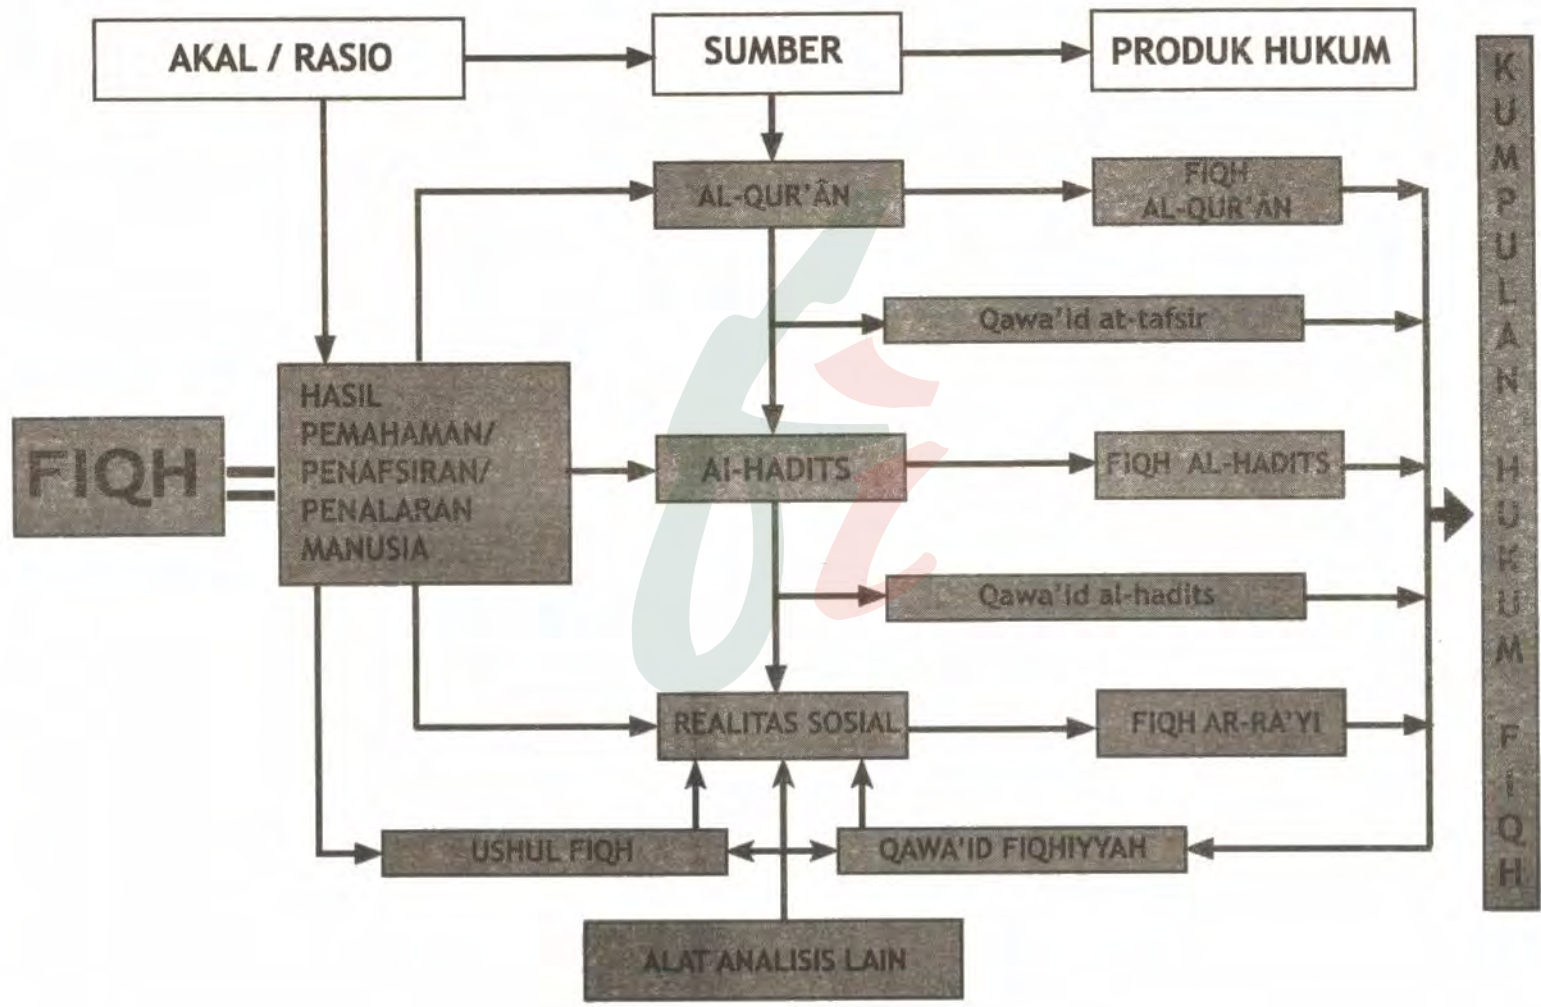 AKAL / RASIO
SUMBER
PRODUK HUKUM
AL-QUR'ÂN
FIQH
AL-QUR'ÂN
Qawa'id at-tafsir
FIQH
HASIL
PEMAHAMAN/
PENAFSIRAN/
PENALARAN
MANUSIA
Al-HADITS
FIQH AL-HADITS
Qawa'id al-hadits
REALITAS SOSIAL
FIQH AR-RA'YI
USHUL FIQH
QAWA'ID FIQHIYYAH
ALAT ANALISIS LAIN
KUMPULAN HUKUM FIQH